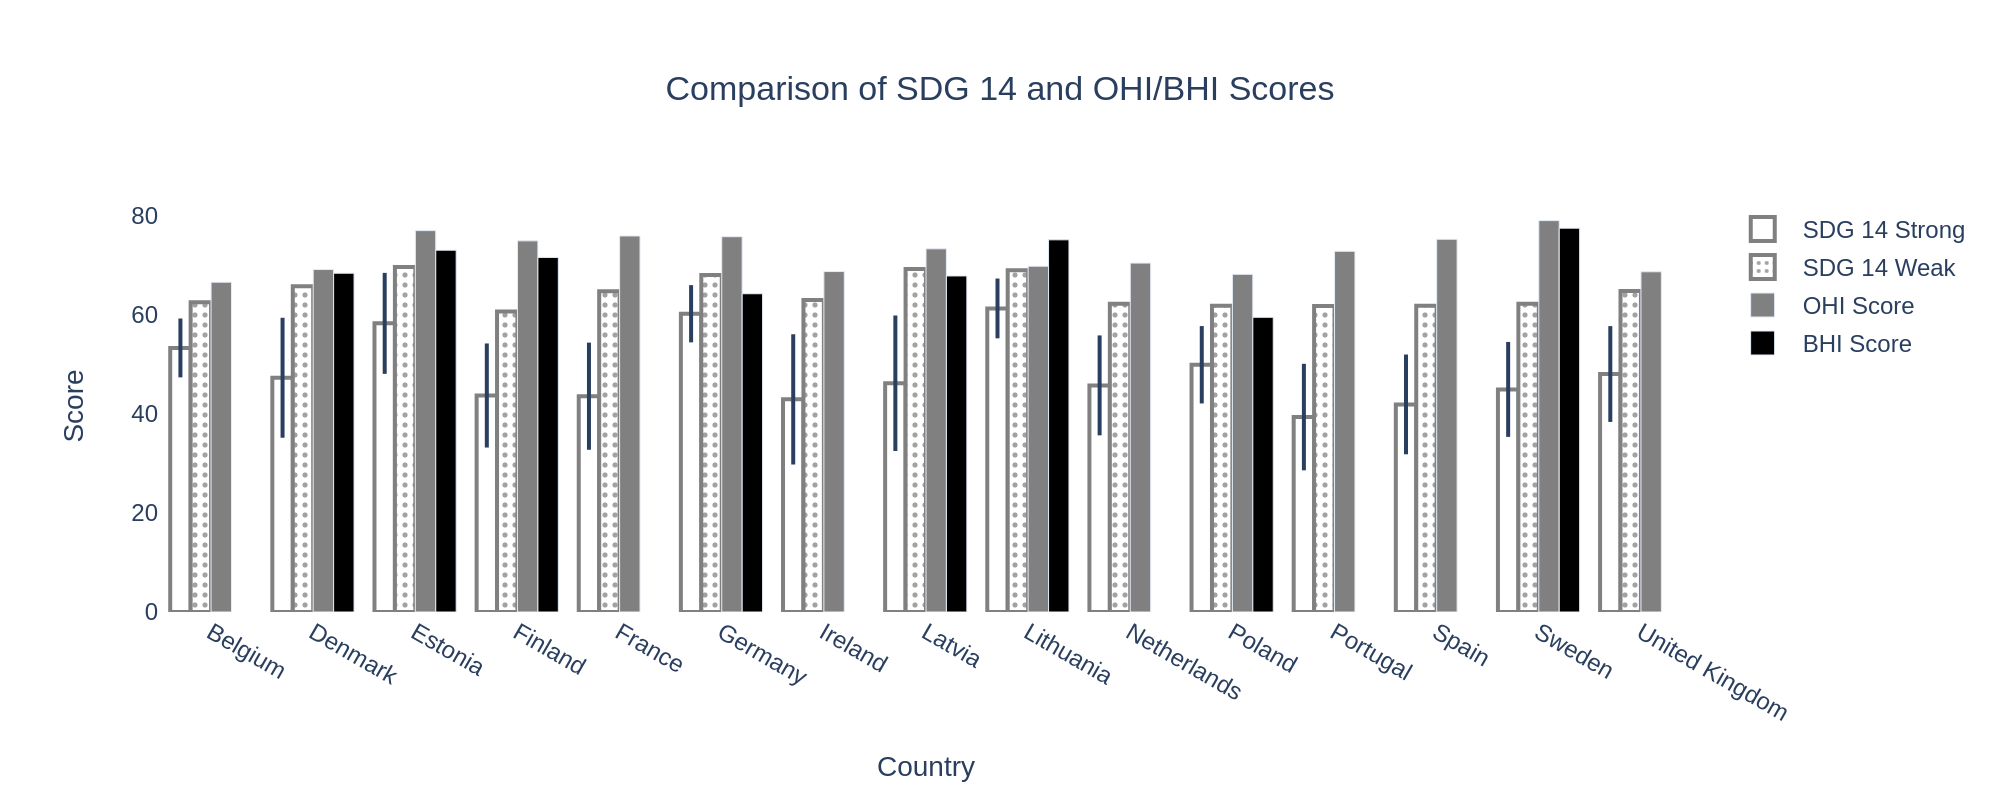 Comparison of SDG 14 and OHI/BHI Scores
80
60
40
20
0
Score
SDG 14 Strong
SDG 14 Weak
OHI Score
BHI Score
Belgium
Denmark
Estonia
Finland
France
Germany
Ireland
Latvia
Lithuania
Netherlands
Poland
Portugal
Spain
Sweden
United Kingdom
Country